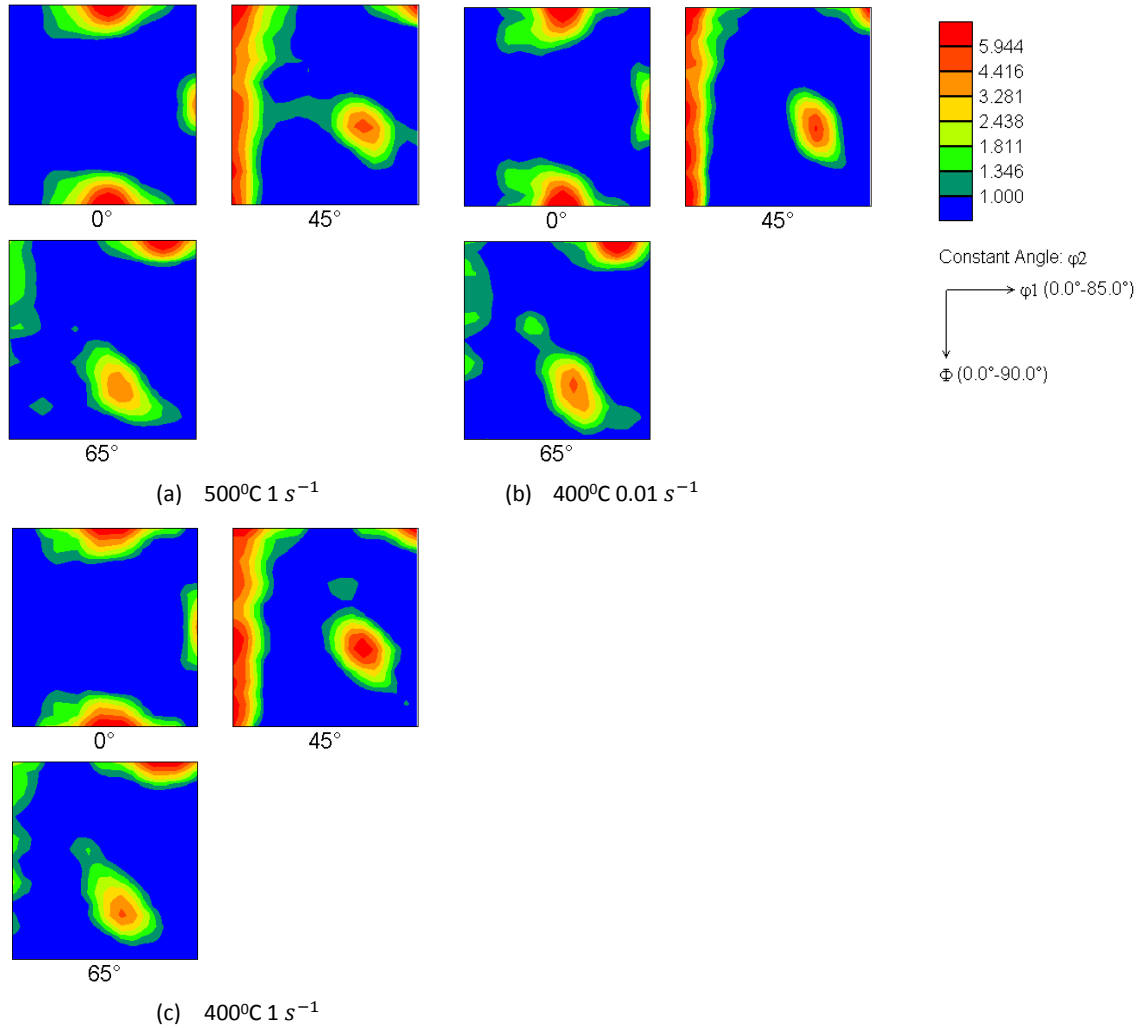 0°
45°
0°
45°
5.944
4.416
3.281
2.438
1.811
1.346
1.000
Constant Angle: φ2
φ1 (0.0°-85.0°)
Φ (0.0°-90.0°)
65°
65°
(a) 500⁰C 1 s⁻¹
(b) 400⁰C 0.01 s⁻¹
0°
45°
65°
(c) 400⁰C 1 s⁻¹